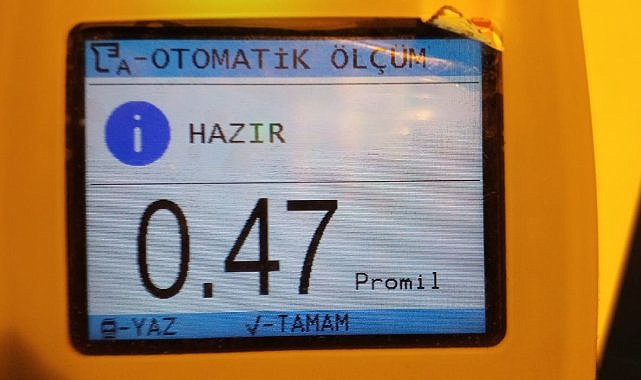 A-OTOMATİK ÖLÇÜM
i HAZIR
0.47 Promil
-YAZ √-TAMAM